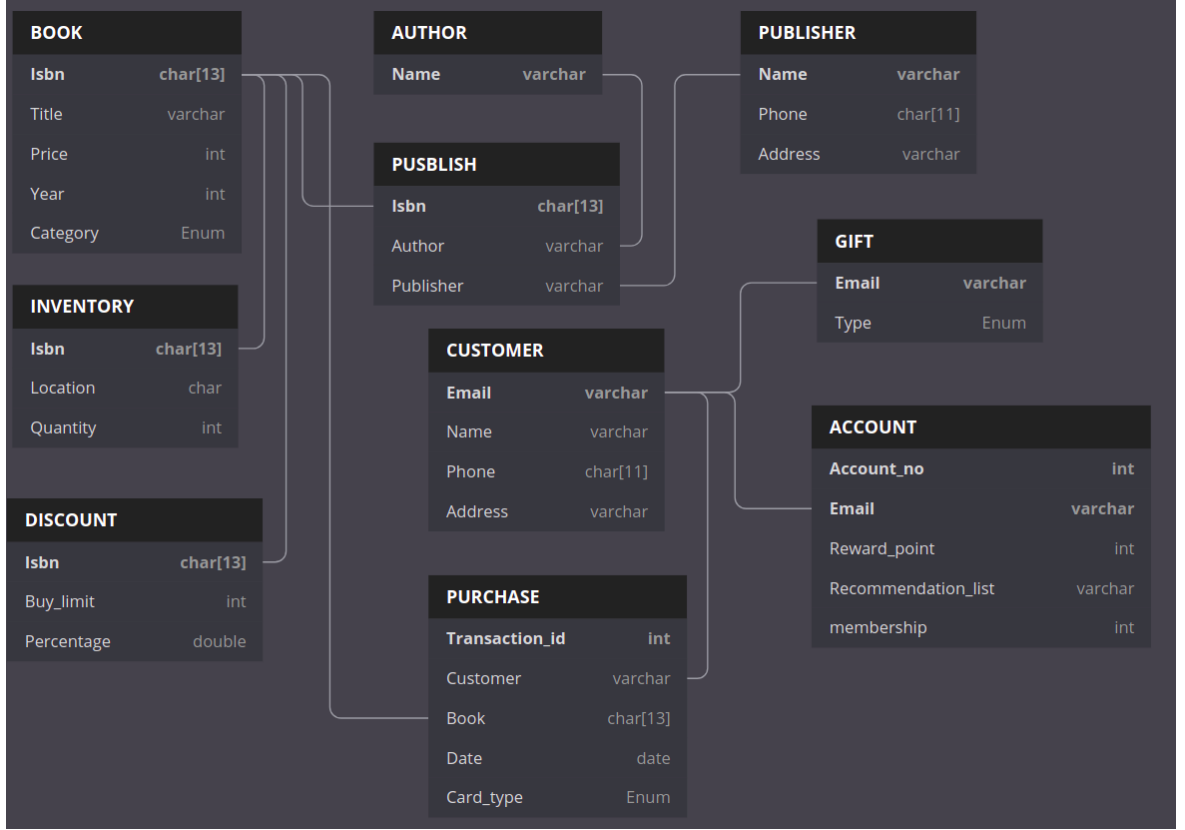 BOOK
Isbn char[13]
Title varchar
Price int
Year int
Category Enum
AUTHOR
Name varchar
PUBLISHER
Name varchar
Phone char[11]
Address varchar
PUSBLISH
Isbn char[13]
Author varchar
Publisher varchar
GIFT
Email varchar
Type Enum
INVENTORY
Isbn char[13]
Location char
Quantity int
CUSTOMER
Email varchar
Name varchar
Phone char[11]
Address varchar
ACCOUNT
Account_no int
Email varchar
Reward_point int
Recommendation_list varchar
membership int
DISCOUNT
Isbn char[13]
Buy_limit int
Percentage double
PURCHASE
Transaction_id int
Customer varchar
Book char[13]
Date date
Card_type Enum